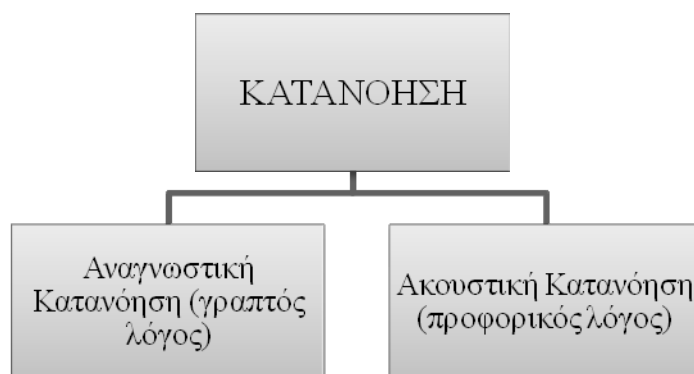 ΚΑΤΑΝΟΗΣΗ
Αναγνωστική
Κατανόηση (γραπτός
λόγος)
Ακουστική Κατανόηση
(προφορικός λόγος)